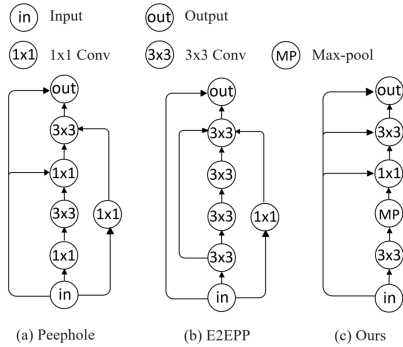 in Input out Output
1x1 1x1 Conv 3x3 3x3 Conv MP Max-pool
out out out
3x3 3x3 3x3
1x1 3x3 1x1
3x3 1x1 3x3 1x1 MP
1x1 3x3 3x3
in in in
(a) Peephole (b) E2EPP (c) Ours